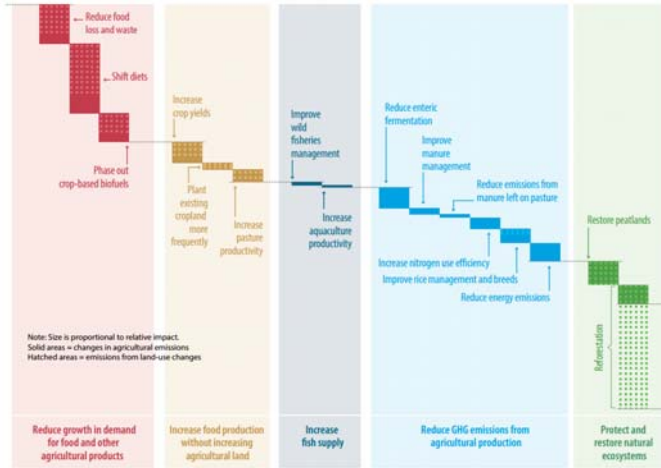 Reduce food
loss and waste
Shift diets
Phase out
crop-based biofuels
Increase
crop yields
Plant
existing
cropland
more
frequently
Increase
pasture
productivity
Improve
wild
fisheries
management
Increase
aquaculture
productivity
Reduce enteric
fermentation
Improve
manure
management
Reduce emissions from
manure left on pasture
Increase nitrogen use efficiency
Improve rice management and breeds
Reduce energy emissions
Restore peatlands
Reforestation
Note: Size is proportional to relative impact.
Solid areas = changes in agricultural emissions
Hatched areas = emissions from land-use changes
Reduce growth in demand
for food and other
agricultural products
Increase food production
without increasing
agricultural land
Increase
fish supply
Reduce GHG emissions from
agricultural production
Protect and
restore natural
ecosystems